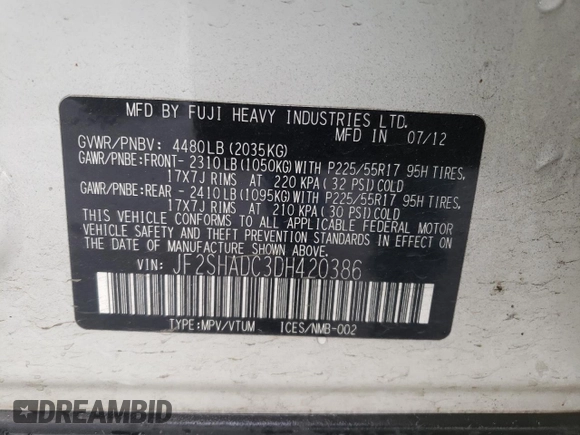 MFD BY FUJI HEAVY INDUSTRIES LTD.
MFD. IN 07/12
GVWR/PNBV: 4480LB (2035KG)
GAWR/PNBE:FRONT- 2310LB(1050KG)WITH P225/55R17 95H TIRES,
17X7J RIMS AT 220 KPA( 32 PSI)COLD
GAWR/PNBE:REAR - 2410LB(1095KG)WITH P225/55R17 95H TIRES,
17X7J RIMS AT 210 KPA( 30 PSI)COLD
THIS VEHICLE CONFORMS TO ALL APPLICABLE FEDERAL MOTOR
VEHICLE SAFETY AND THEFT PREVENTION STANDARDS IN EFFECT
ON THE DATE OF MANUFACTURE SHOWN ABOVE.
VIN: JF2SHADC3DH420386
TYPE:MPV/VTUM ICES/NMB-002
DREAMBID